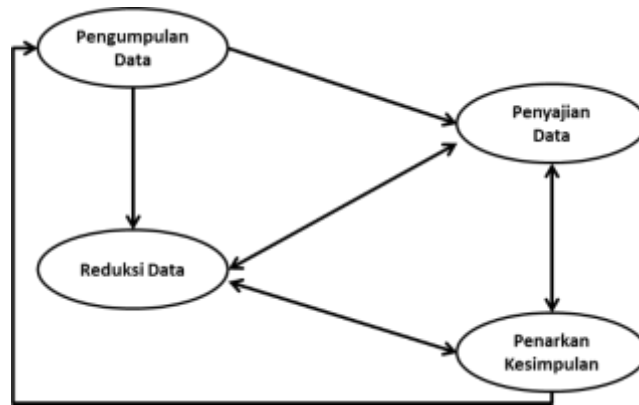 Pengumpulan
Data
Penyajian
Data
Reduksi Data
Penarkan
Kesimpulan